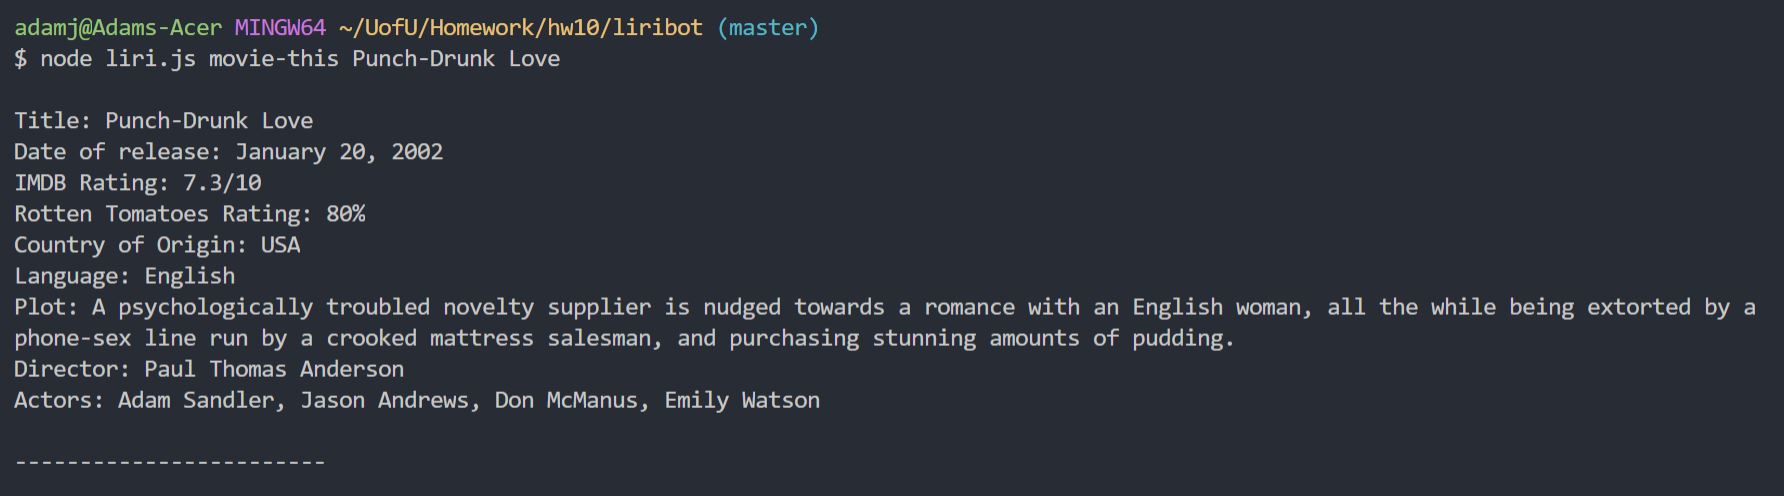 adamj@Adams-Acer MINGW64 ~/UofU/Homework/hw10/liribot (master)
$ node liri.js movie-this Punch-Drunk Love
Title: Punch-Drunk Love
Date of release: January 20, 2002
IMDB Rating: 7.3/10
Rotten Tomatoes Rating: 80%
Country of Origin: USA
Language: English
Plot: A psychologically troubled novelty supplier is nudged towards a romance with an English woman, all the while being extorted by a
phone-sex line run by a crooked mattress salesman, and purchasing stunning amounts of pudding.
Director: Paul Thomas Anderson
Actors: Adam Sandler, Jason Andrews, Don McManus, Emily Watson
------------------------